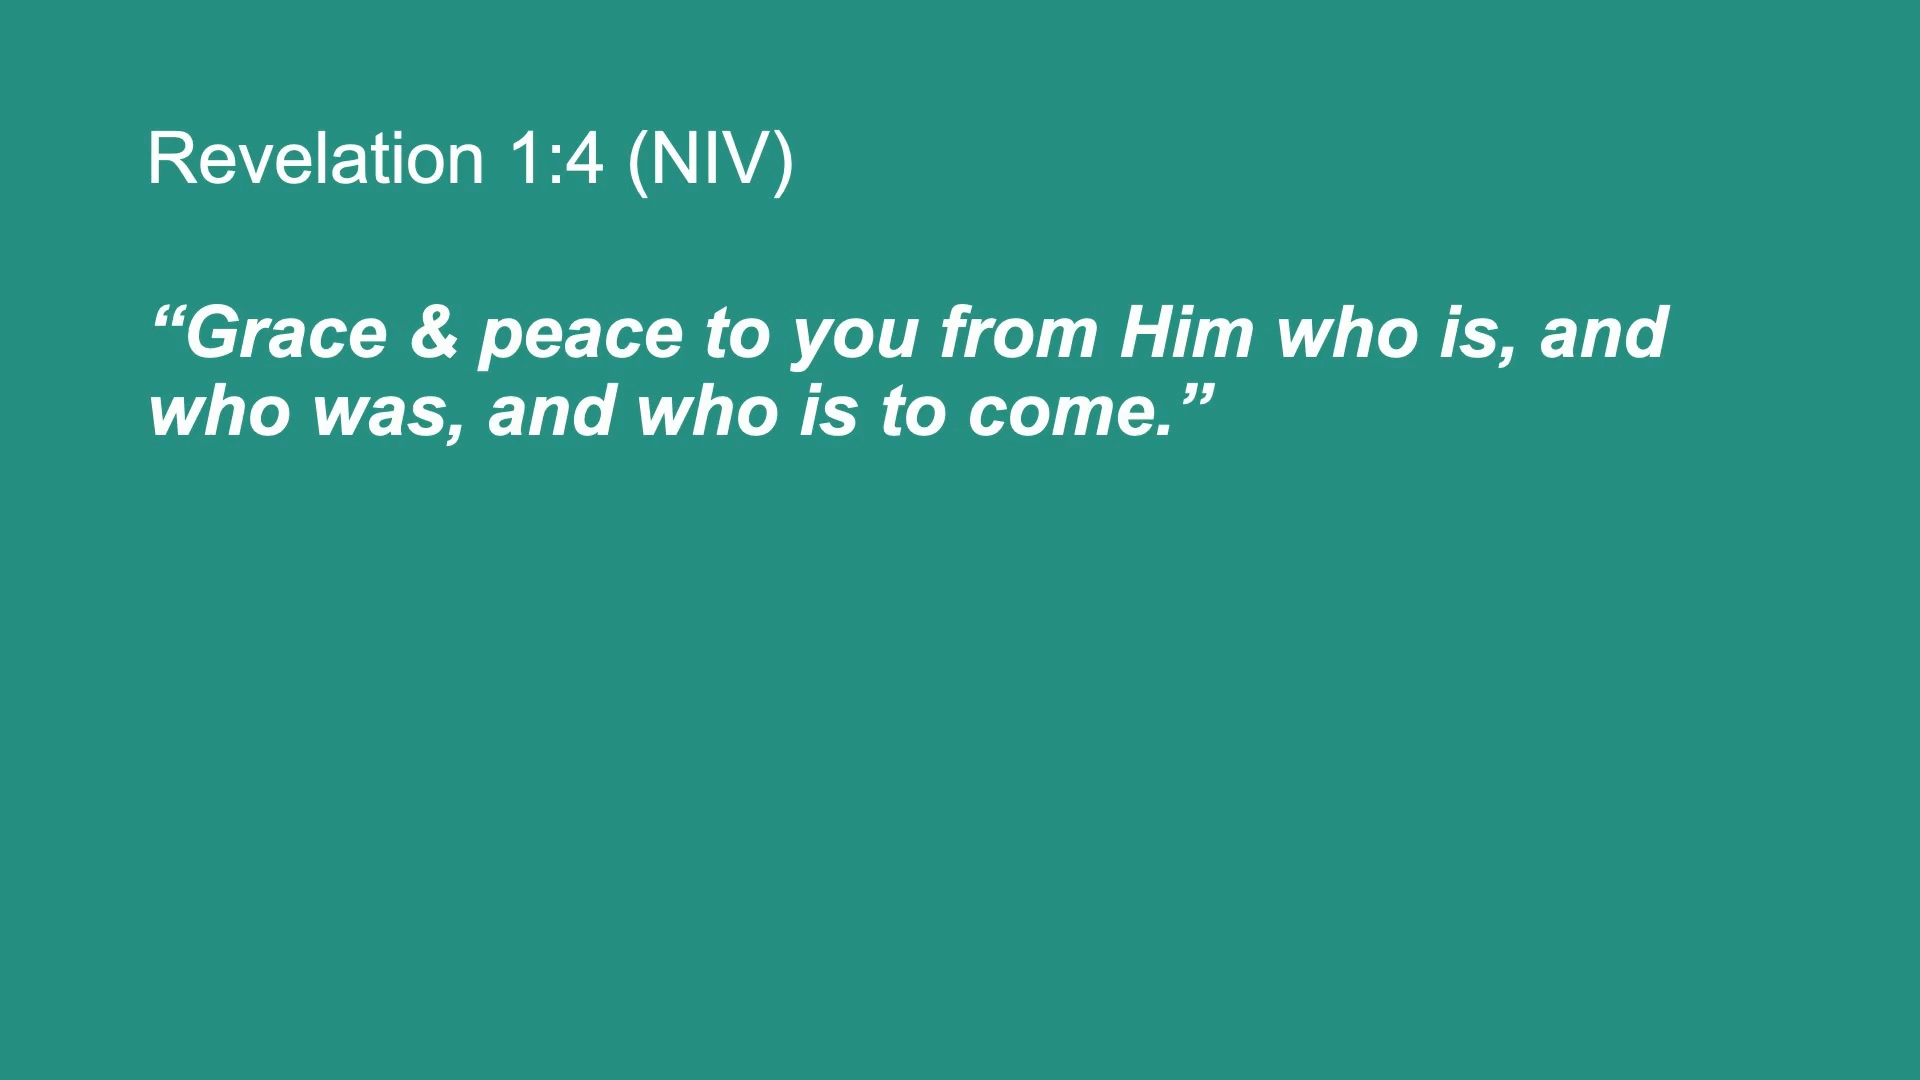 Revelation 1:4 (NIV)
“Grace & peace to you from Him who is, and
who was, and who is to come.”